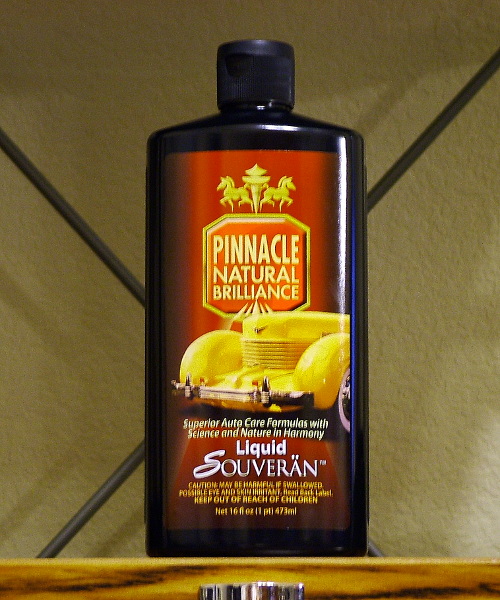 PINNACLE
NATURAL
BRILLIANCE
Superior Auto Care Formulas with
Science and Nature in Harmony
Liquid
SOUVERÄN™
CAUTION: MAY BE HARMFUL IF SWALLOWED.
POSSIBLE EYE AND SKIN IRRITANT. Read Back Label.
KEEP OUT OF REACH OF CHILDREN
Net 16 fl oz (1 pt) 473ml